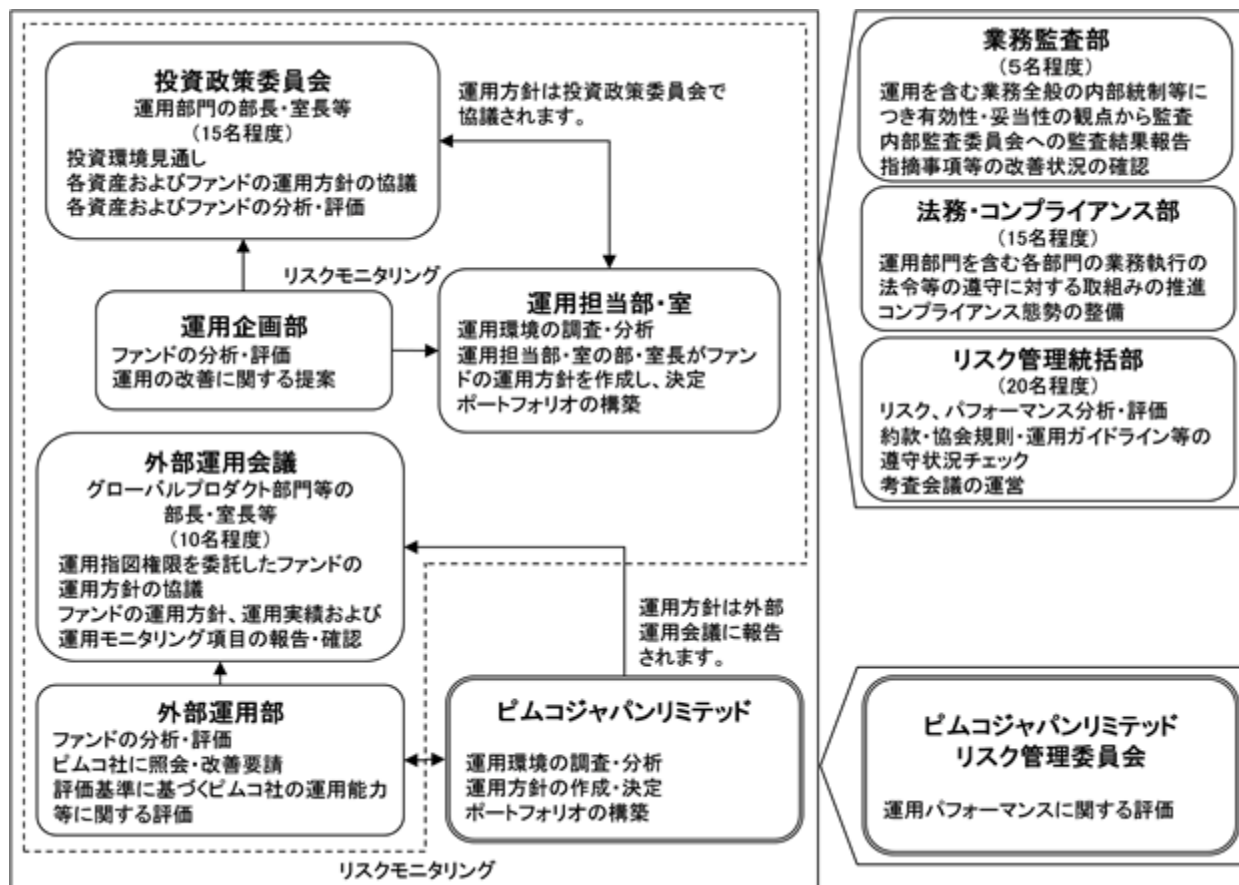 投資政策委員会
運用部門の部長・室長等
(15名程度)
投資環境見通し
各資産およびファンドの運用方針の協議
各資産およびファンドの分析・評価
運用方針は投資政策委員会で
協議されます。
リスクモニタリング
運用企画部
ファンドの分析・評価
運用の改善に関する提案
運用担当部・室
運用環境の調査・分析
運用担当部・室の部・室長がファン
ドの運用方針を作成し、決定
ポートフォリオの構築
外部運用会議
グローバルプロダクト部門等の
部長・室長等
(10名程度)
運用指図権限を委託したファンドの
運用方針の協議
ファンドの運用方針、運用実績および
運用モニタリング項目の報告・確認
運用方針は外部
運用会議に報告
されます。
外部運用部
ファンドの分析・評価
ピムコ社に照会・改善要請
評価基準に基づくピムコ社の運用能力
等に関する評価
ピムコジャパンリミテッド
運用環境の調査・分析
運用方針の作成・決定
ポートフォリオの構築
リスクモニタリング
業務監査部
(5名程度)
運用を含む業務全般の内部統制等に
つき有効性・妥当性の観点から監査
内部監査委員会への監査結果報告
指摘事項等の改善状況の確認
法務・コンプライアンス部
(15名程度)
運用部門を含む各部門の業務執行の
法令等の遵守に対する取組みの推進
コンプライアンス態勢の整備
リスク管理統括部
(20名程度)
リスク、パフォーマンス分析・評価
約款・協会規則・運用ガイドライン等の
遵守状況チェック
考査会議の運営
ピムコジャパンリミテッド
リスク管理委員会
運用パフォーマンスに関する評価